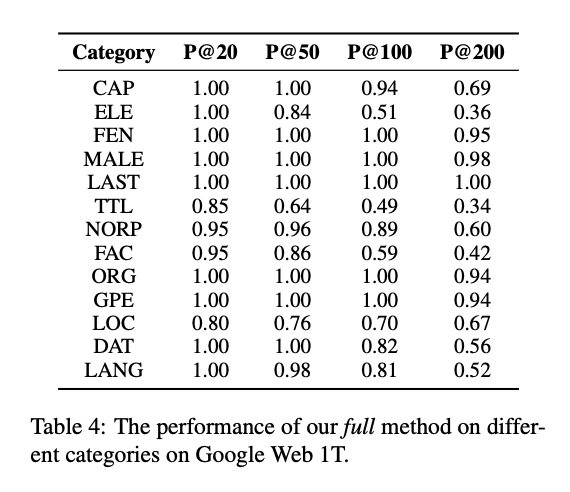 Category P@20 P@50 P@100 P@200
CAP 1.00 1.00 0.94 0.69
ELE 1.00 0.84 0.51 0.36
FEN 1.00 1.00 1.00 0.95
MALE 1.00 1.00 1.00 0.98
LAST 1.00 1.00 1.00 1.00
TTL 0.85 0.64 0.49 0.34
NORP 0.95 0.96 0.89 0.60
FAC 0.95 0.86 0.59 0.42
ORG 1.00 1.00 1.00 0.94
GPE 1.00 1.00 1.00 0.94
LOC 0.80 0.76 0.70 0.67
DAT 1.00 1.00 0.82 0.56
LANG 1.00 0.98 0.81 0.52
Table 4: The performance of our full method on differ-
ent categories on Google Web 1T.